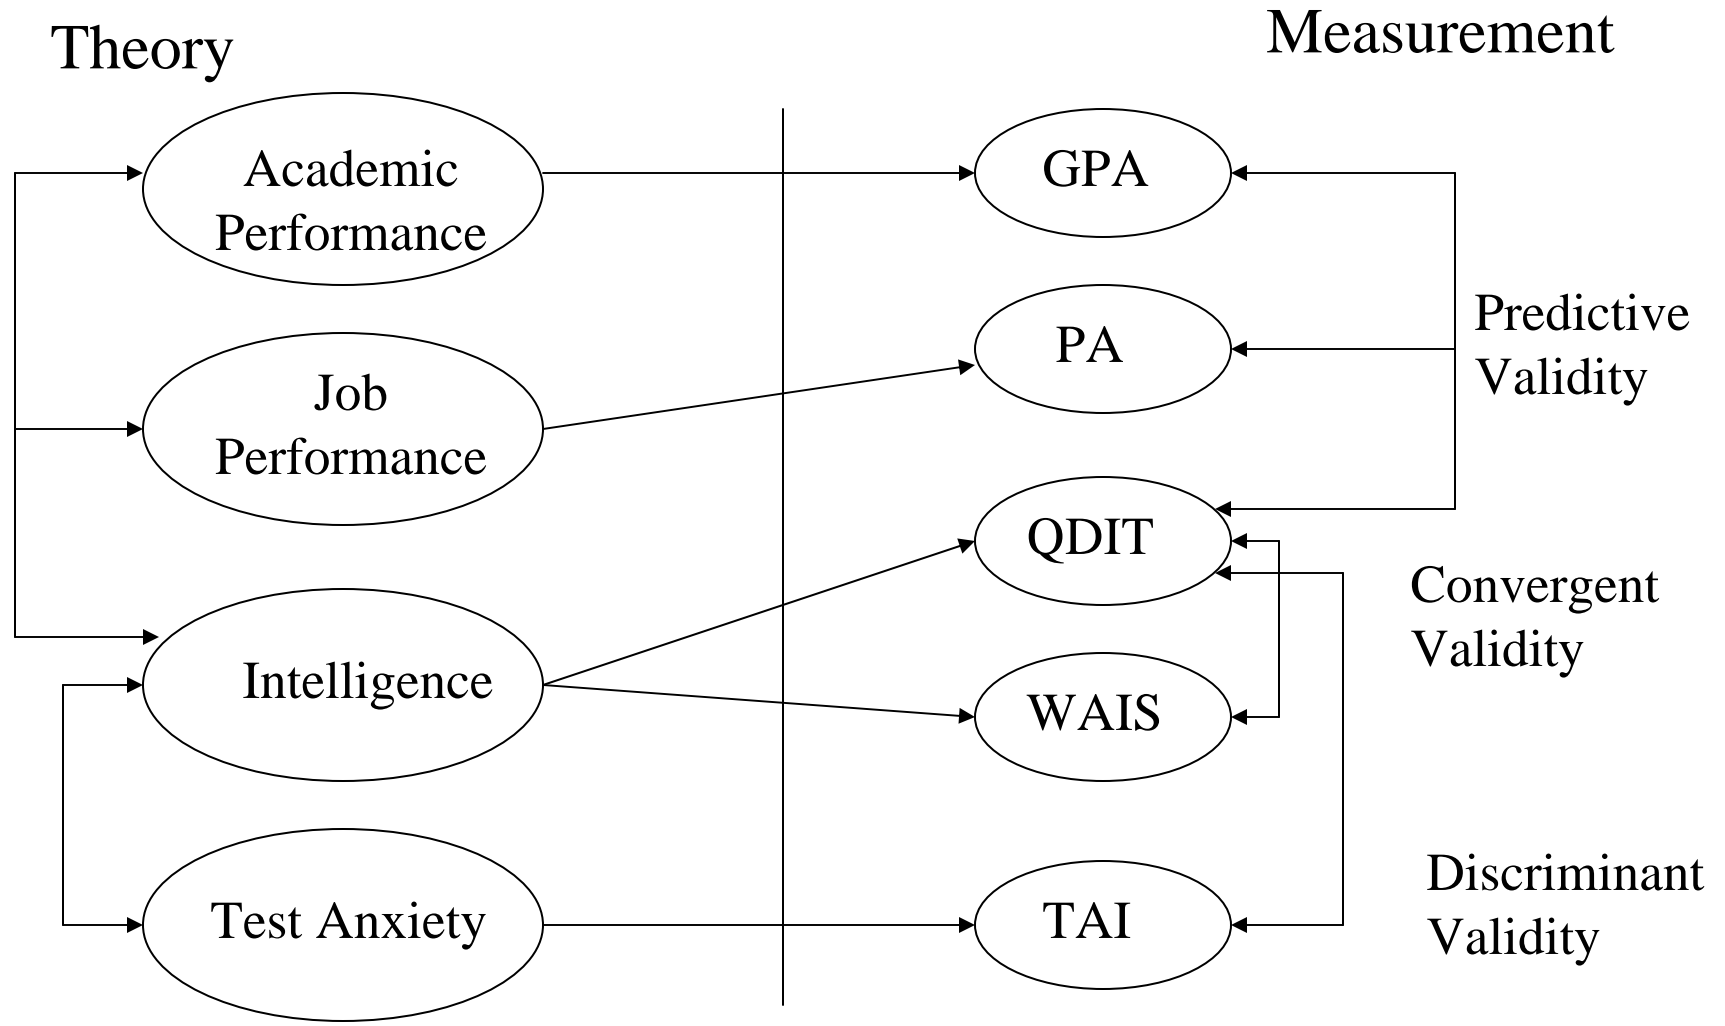 Theory
Measurement
Academic
Performance
GPA
Job
Performance
PA
Predictive
Validity
Intelligence
QDIT
WAIS
Convergent
Validity
Test Anxiety
TAI
Discriminant
Validity